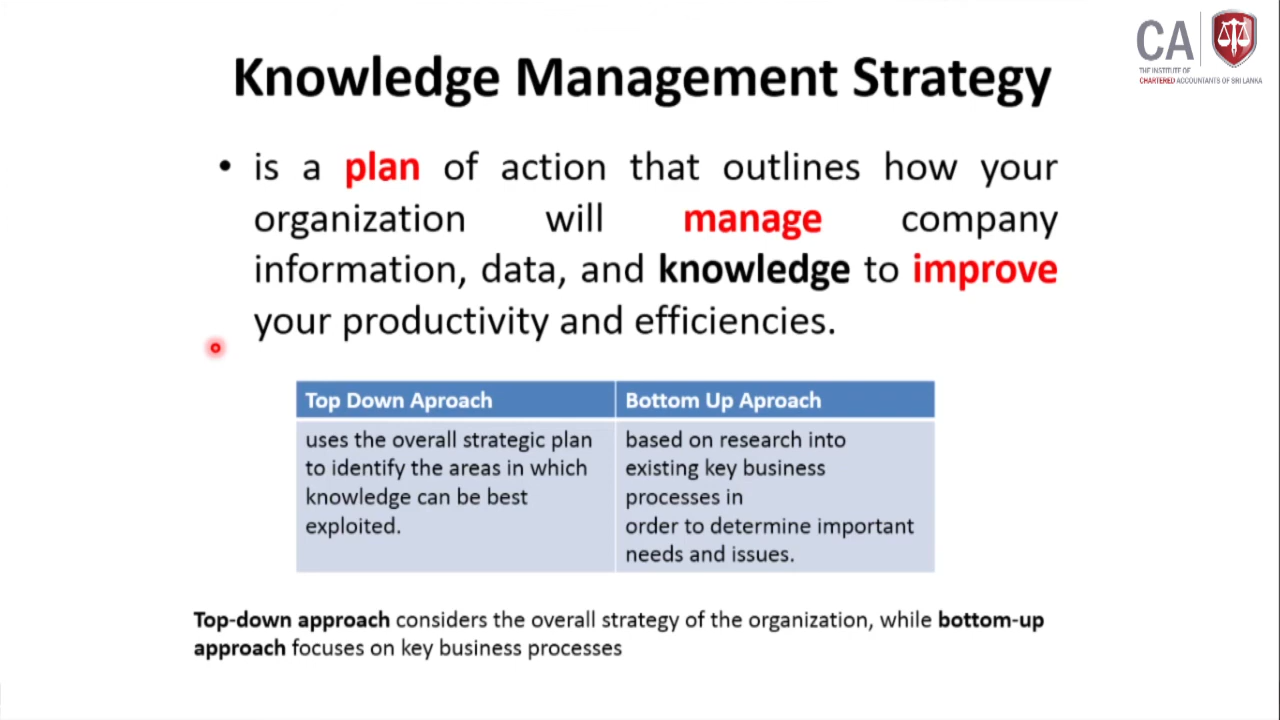 CA
THE INSTITUTE OF
CHARTERED ACCOUNTANTS OF SRI LANKA
Knowledge Management Strategy
• is a plan of action that outlines how your
organization will manage company
information, data, and knowledge to improve
your productivity and efficiencies.
Top Down Aproach
uses the overall strategic plan
to identify the areas in which
knowledge can be best
exploited.
Bottom Up Aproach
based on research into
existing key business
processes in
order to determine important
needs and issues.
Top-down approach considers the overall strategy of the organization, while bottom-up
approach focuses on key business processes